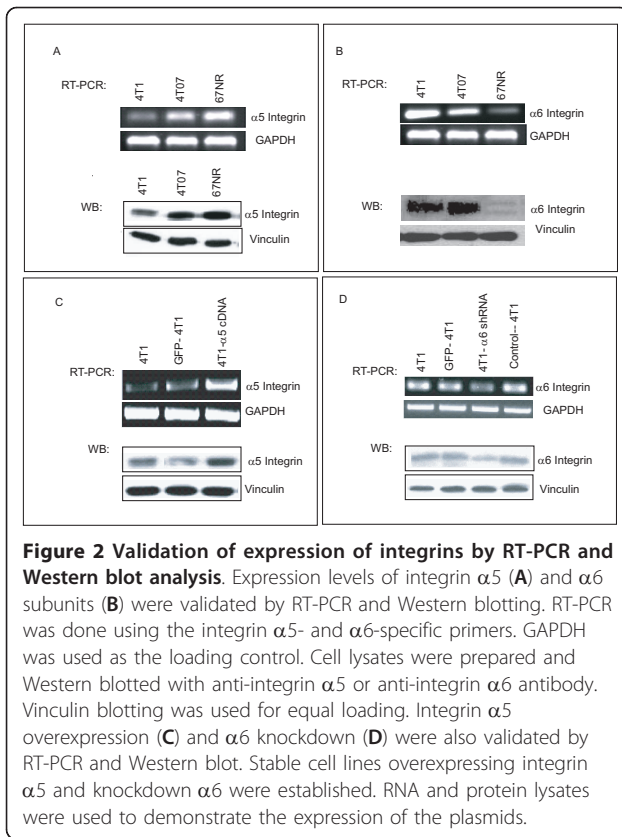 A
RT-PCR:
4T1
4T07
67NR
α5 Integrin
GAPDH
4T1
4T07
67NR
WB:
α5 Integrin
Vinculin
B
RT-PCR:
4T1
4T07
67NR
α6 Integrin
GAPDH
WB:
α6 Integrin
Vinculin
C
RT-PCR:
4T1
GFP- 4T1
4T1-α5 cDNA
α5 Integrin
GAPDH
WB:
α5 Integrin
Vinculin
D
RT-PCR:
4T1
GFP- 4T1
4T1- α6 shRNA
Control-- 4T1
α6 Integrin
GAPDH
WB:
α6 Integrin
Vinculin
Figure 2 Validation of expression of integrins by RT-PCR and
Western blot analysis. Expression levels of integrin α5 (A) and α6
subunits (B) were validated by RT-PCR and Western blotting. RT-PCR
was done using the integrin α5- and α6-specific primers. GAPDH
was used as the loading control. Cell lysates were prepared and
Western blotted with anti-integrin α5 or anti-integrin α6 antibody.
Vinculin blotting was used for equal loading. Integrin α5
overexpression (C) and α6 knockdown (D) were also validated by
RT-PCR and Western blot. Stable cell lines overexpressing integrin
α5 and knockdown α6 were established. RNA and protein lysates
were used to demonstrate the expression of the plasmids.